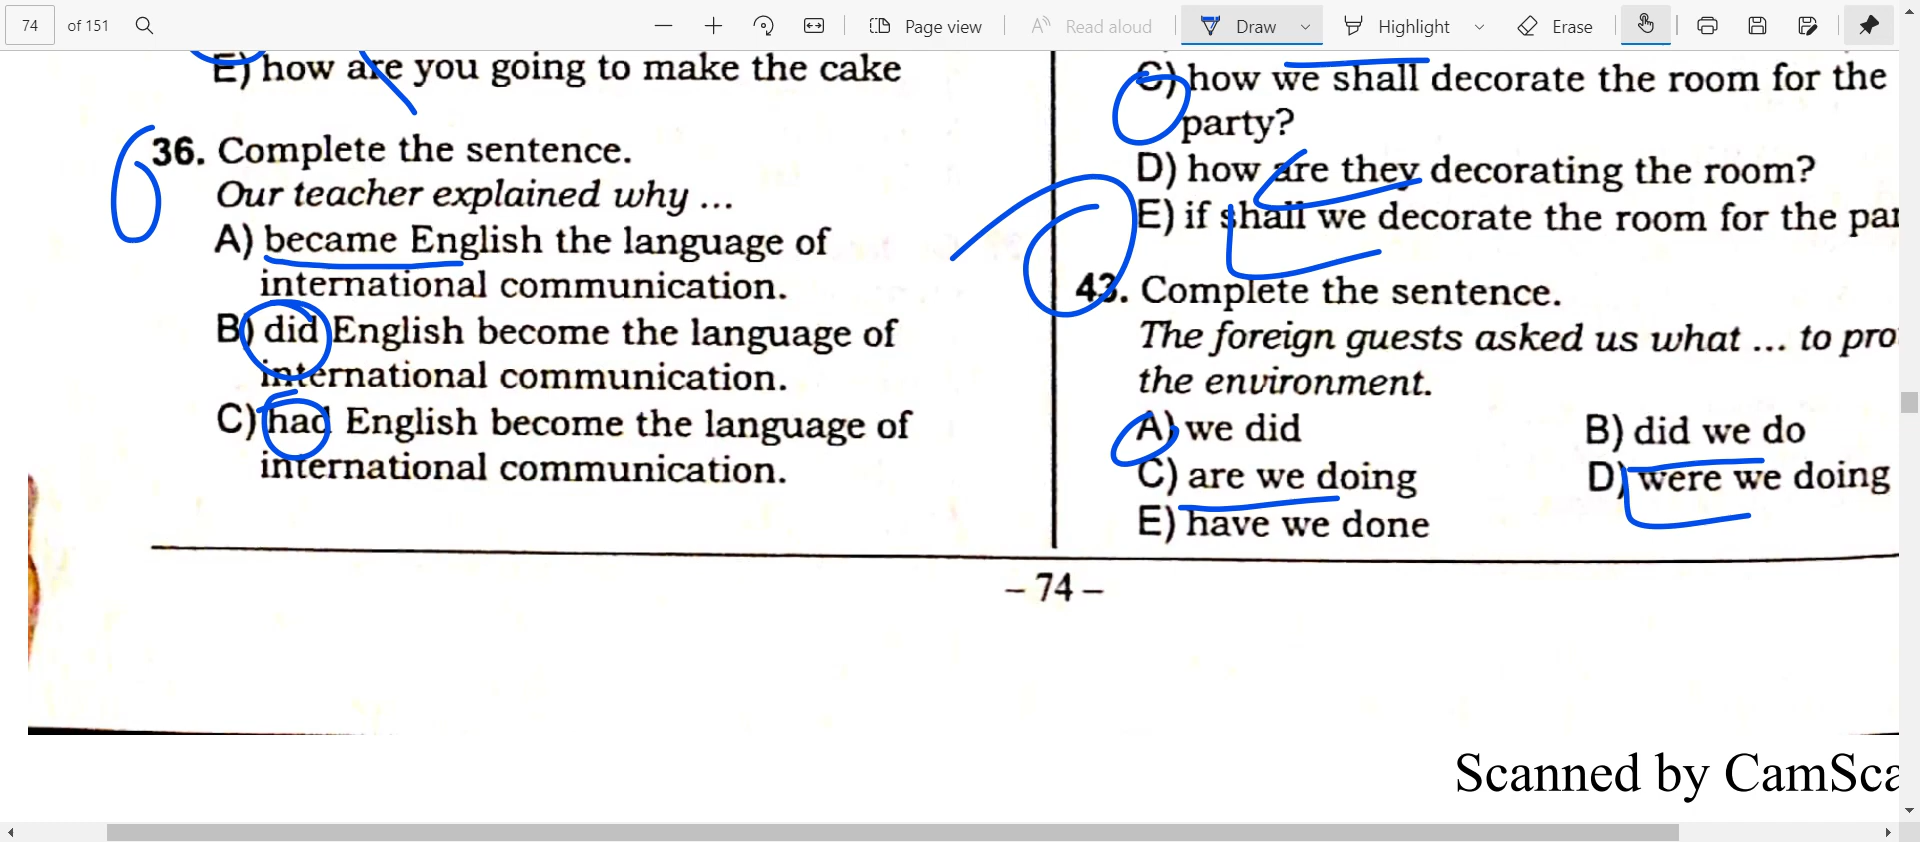 74 of 151 Page view Read aloud Draw Highlight Erase
E) how are you going to make the cake
36. Complete the sentence.
Our teacher explained why ...
A) became English the language of
international communication.
B) did English become the language of
international communication.
C) had English become the language of
international communication.
C) how we shall decorate the room for the
party?
D) how are they decorating the room?
E) if shall we decorate the room for the
43. Complete the sentence.
The foreign guests asked us what ... to
the environment.
A) we did B) did we do
C) are we doing D) were we doing
E) have we done
– 74 –
Scanned by